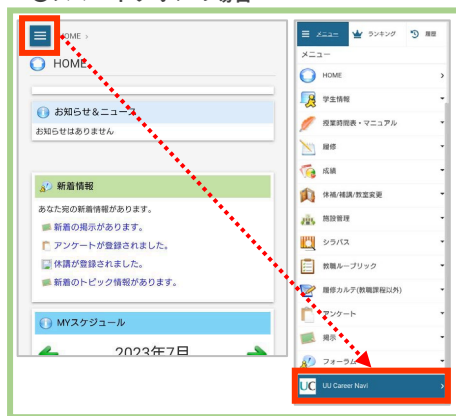 HOME >
HOME
お知らせ&ニュース
お知らせはありません
新着情報
あなた宛の新着情報があります。
新着の掲示があります。
アンケートが登録されました。
休講が登録されました。
新着のトピック情報があります。
MYスケジュール
2023年7月
メニュー ランキング 履歴
メニュー
HOME
学生情報
授業時間表・マニュアル
履修
成績
休補/補講/教室変更
施設管理
シラバス
教職ルーブリック
履修カルテ(教職課程以外)
アンケート
掲示
フォーラム
UC UU Career Navi